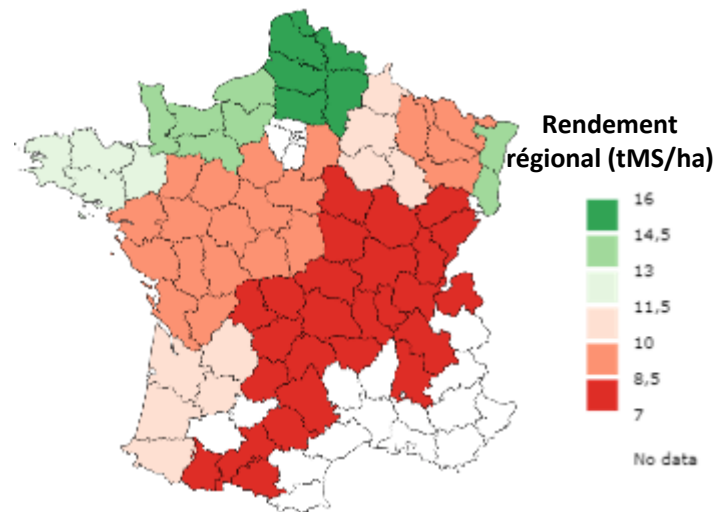 Rendement
régional (tMS/ha)
16
14,5
13
11,5
10
8,5
7
No data